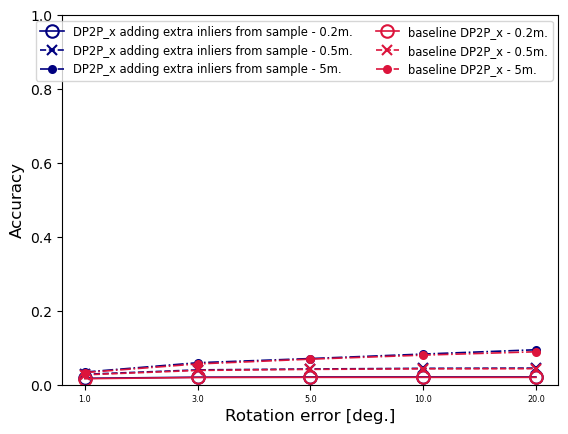 1.0
DP2P_x adding extra inliers from sample - 0.2m.
DP2P_x adding extra inliers from sample - 0.5m.
DP2P_x adding extra inliers from sample - 5m.
baseline DP2P_x - 0.2m.
baseline DP2P_x - 0.5m.
baseline DP2P_x - 5m.
0.8
0.6
0.4
0.2
0.0
Accuracy
1.0 3.0 5.0 10.0 20.0
Rotation error [deg.]